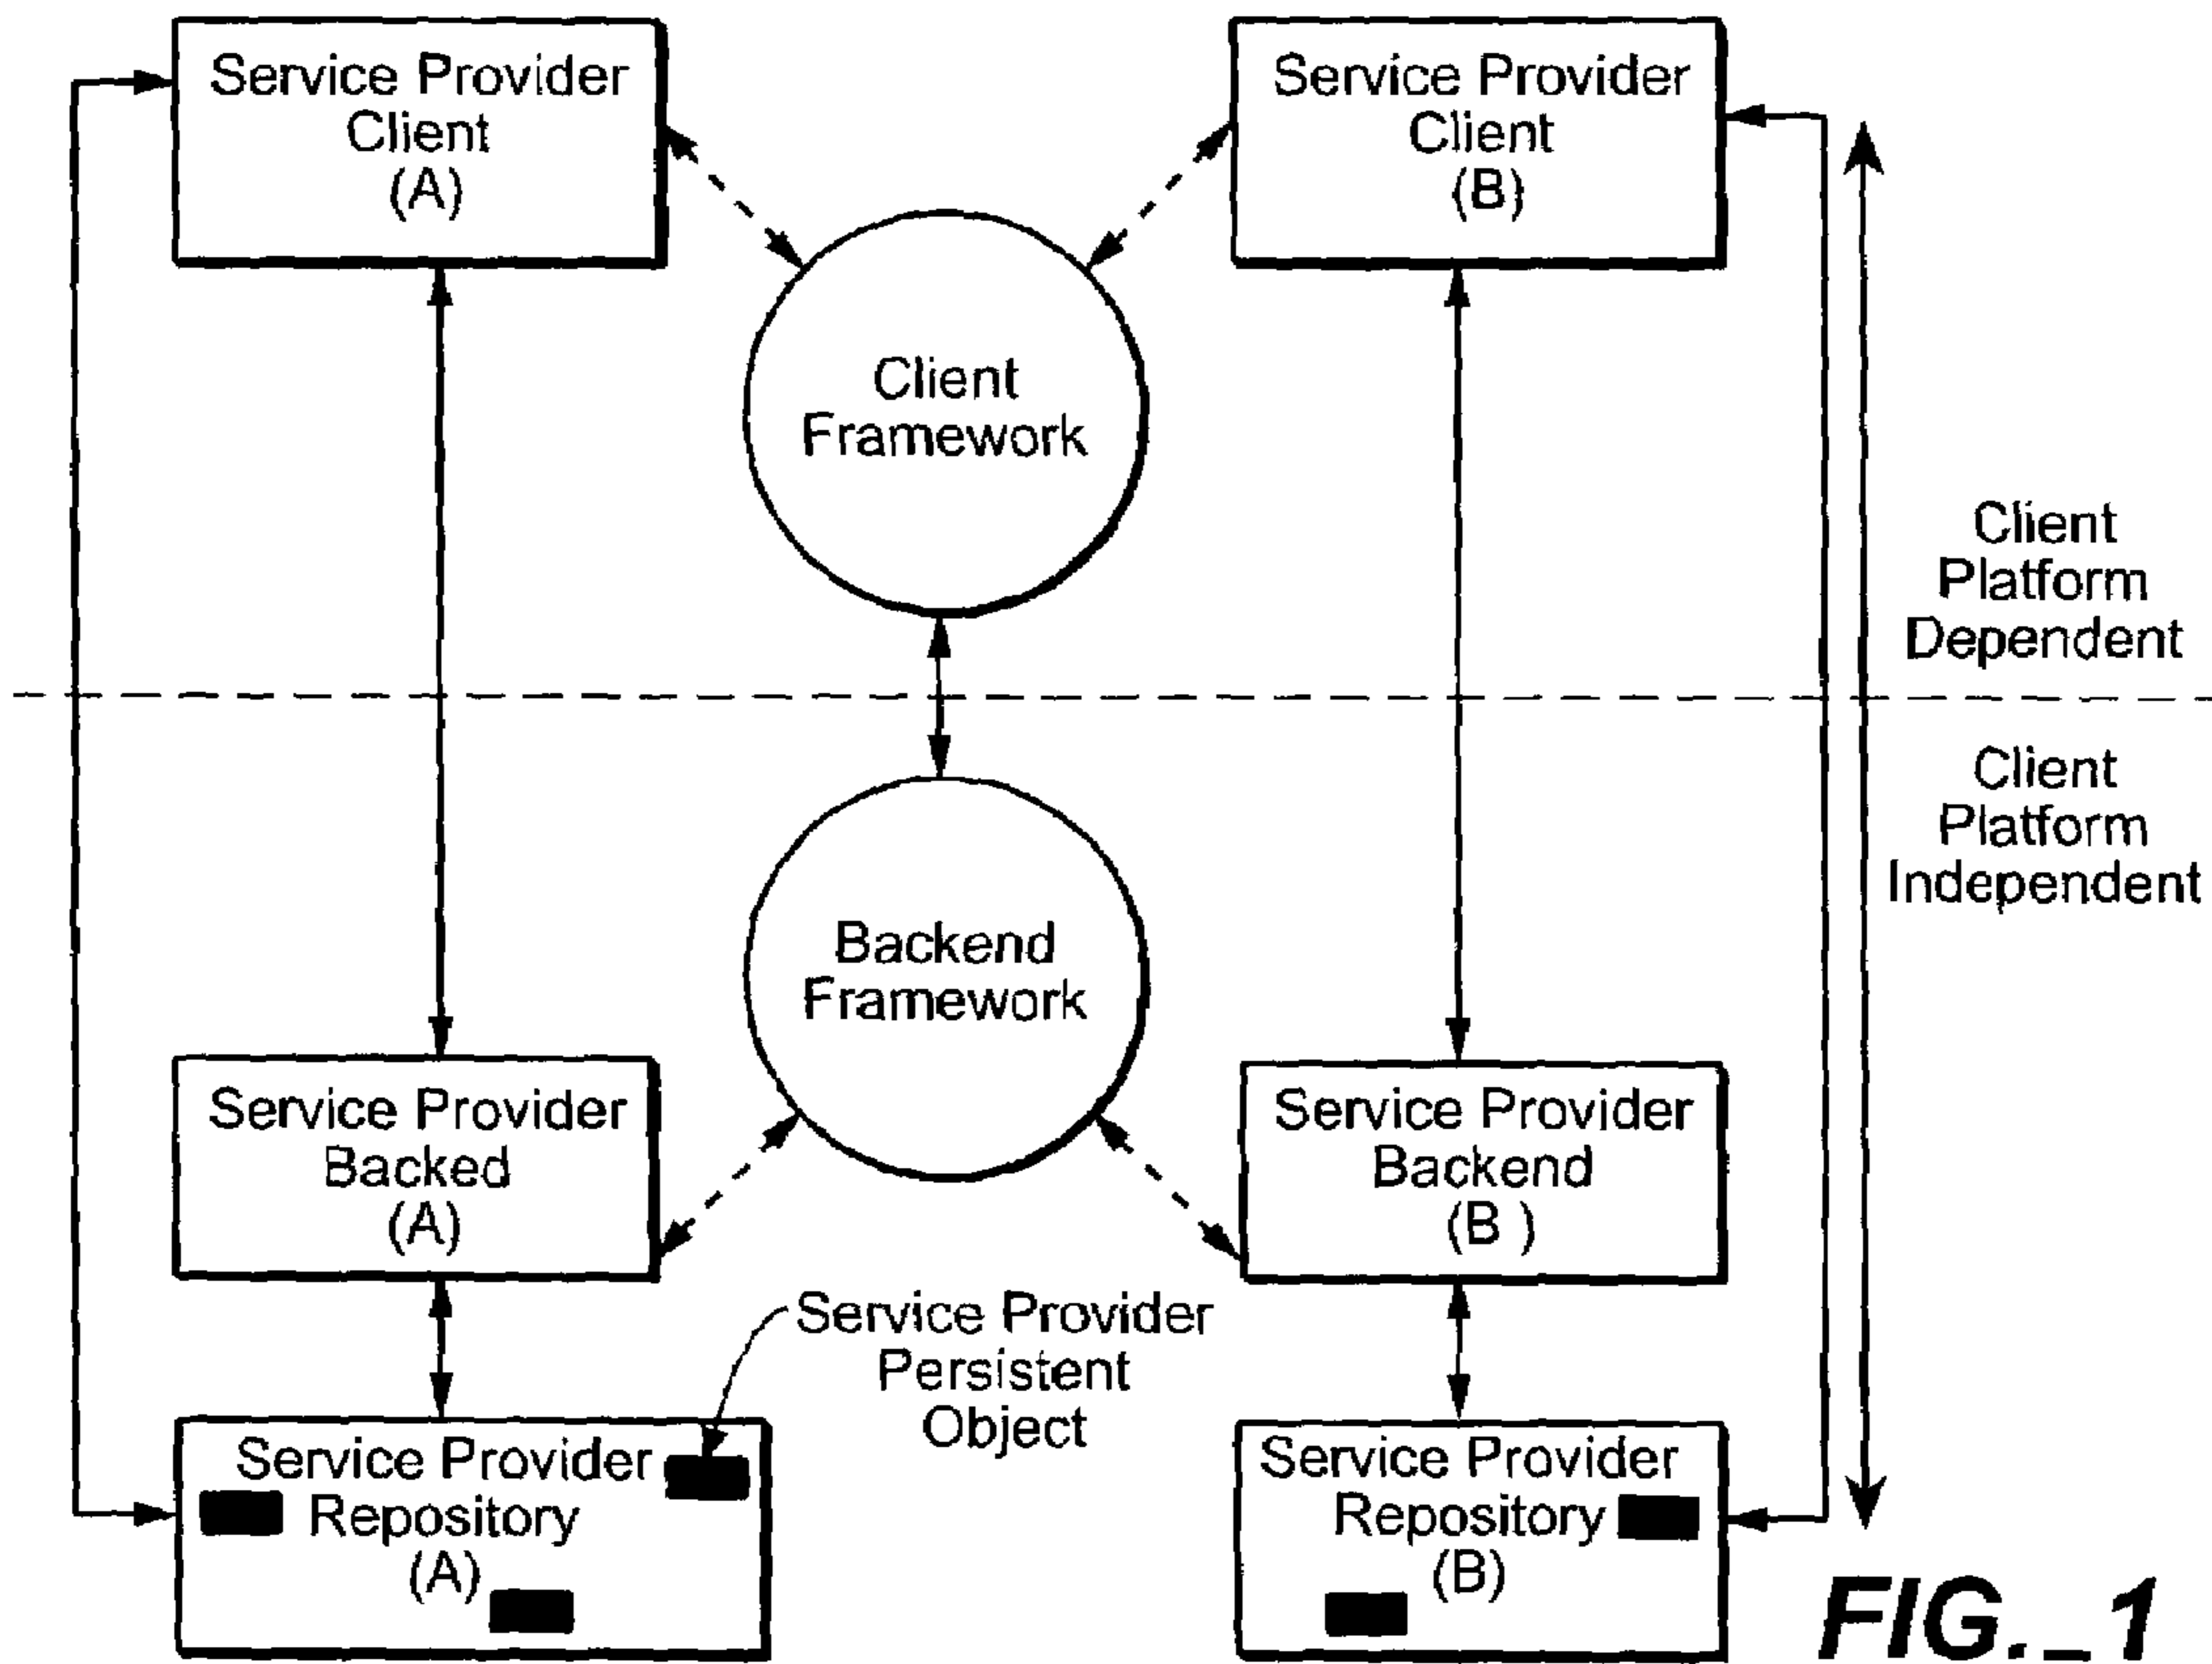 Service Provider
Client
(A)
Service Provider
Client
(B)
Client
Framework
Client
Platform
Dependent
Client
Platform
Independent
Backend
Framework
Service Provider
Backed
(A)
Service Provider
Backend
(B )
Service Provider
Persistent
Object
Service Provider
Repository
(A)
Service Provider
Repository
(B)
FIG._1